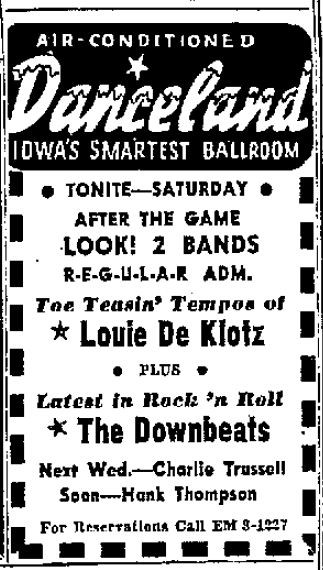 AIR-CONDITIONED
Danceland
IOWA'S SMARTEST BALLROOM
TONITE—SATURDAY
AFTER THE GAME
LOOK! 2 BANDS
R-E-G-U-L-A-R ADM.
Toe Teasin' Tempos of
Louie De Klotz
PLUS
Latest in Rock 'n Roll
The Downbeats
Next Wed.—Charlie Trussell
Soon—Hank Thompson
For Reservations Call EM 3-1227